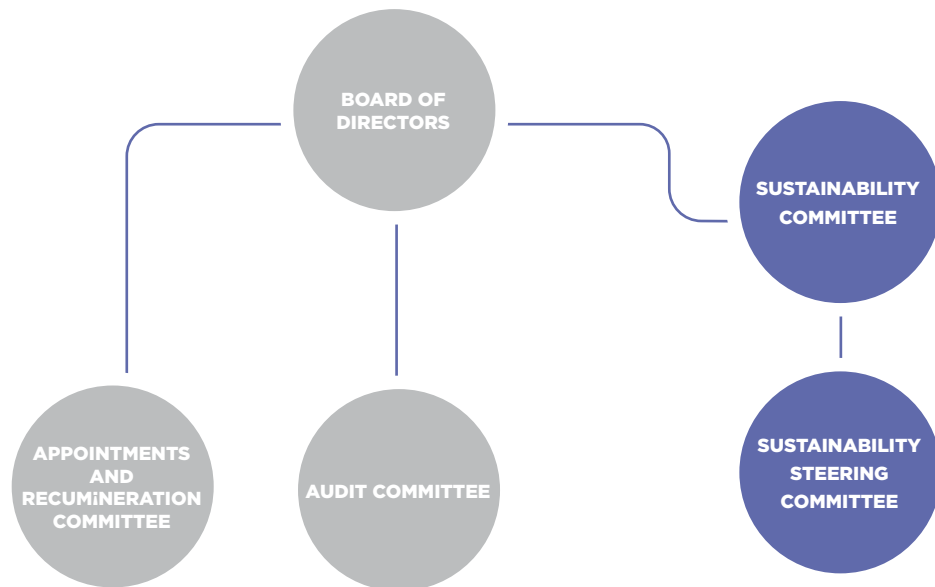 BOARD OF
DIRECTORS
SUSTAINABILITY
COMMITTEE
APPOINTMENTS
AND
RECUMiNERATION
COMMITTEE
AUDIT COMMITTEE
SUSTAINABILITY
STEERING
COMMITTEE